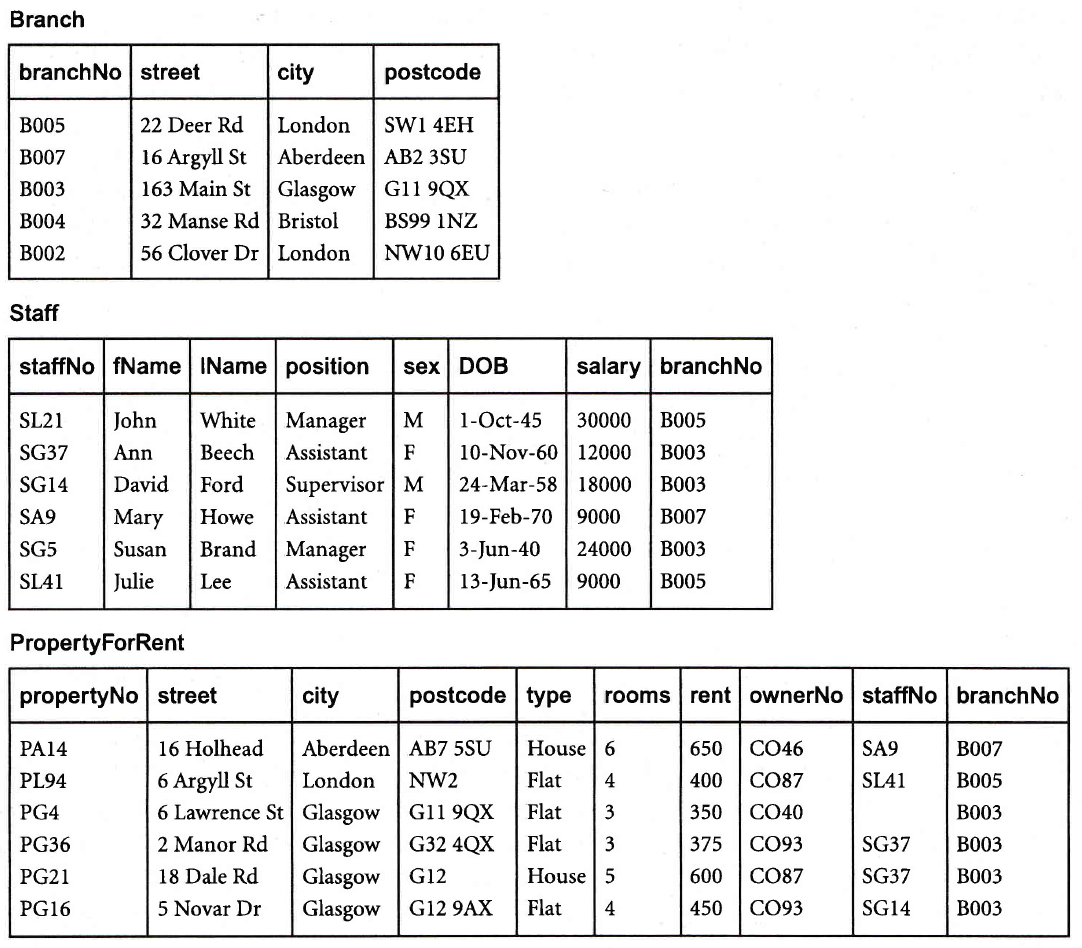 Branch
branchNo street city postcode
B005 22 Deer Rd London SW1 4EH
B007 16 Argyll St Aberdeen AB2 3SU
B003 163 Main St Glasgow G11 9QX
B004 32 Manse Rd Bristol BS99 1NZ
B002 56 Clover Dr London NW10 6EU
Staff
staffNo fName lName position sex DOB salary branchNo
SL21 John White Manager M 1-Oct-45 30000 B005
SG37 Ann Beech Assistant F 10-Nov-60 12000 B003
SG14 David Ford Supervisor M 24-Mar-58 18000 B003
SA9 Mary Howe Assistant F 19-Feb-70 9000 B007
SG5 Susan Brand Manager F 3-Jun-40 24000 B003
SL41 Julie Lee Assistant F 13-Jun-65 9000 B005
PropertyForRent
propertyNo street city postcode type rooms rent ownerNo staffNo branchNo
PA14 16 Holhead Aberdeen AB7 5SU House 6 650 CO46 SA9 B007
PL94 6 Argyll St London NW2 Flat 4 400 CO87 SL41 B005
PG4 6 Lawrence St Glasgow G11 9QX Flat 3 350 CO40 B003
PG36 2 Manor Rd Glasgow G32 4QX Flat 3 375 CO93 SG37 B003
PG21 18 Dale Rd Glasgow G12 House 5 600 CO87 SG37 B003
PG16 5 Novar Dr Glasgow G12 9AX Flat 4 450 CO93 SG14 B003